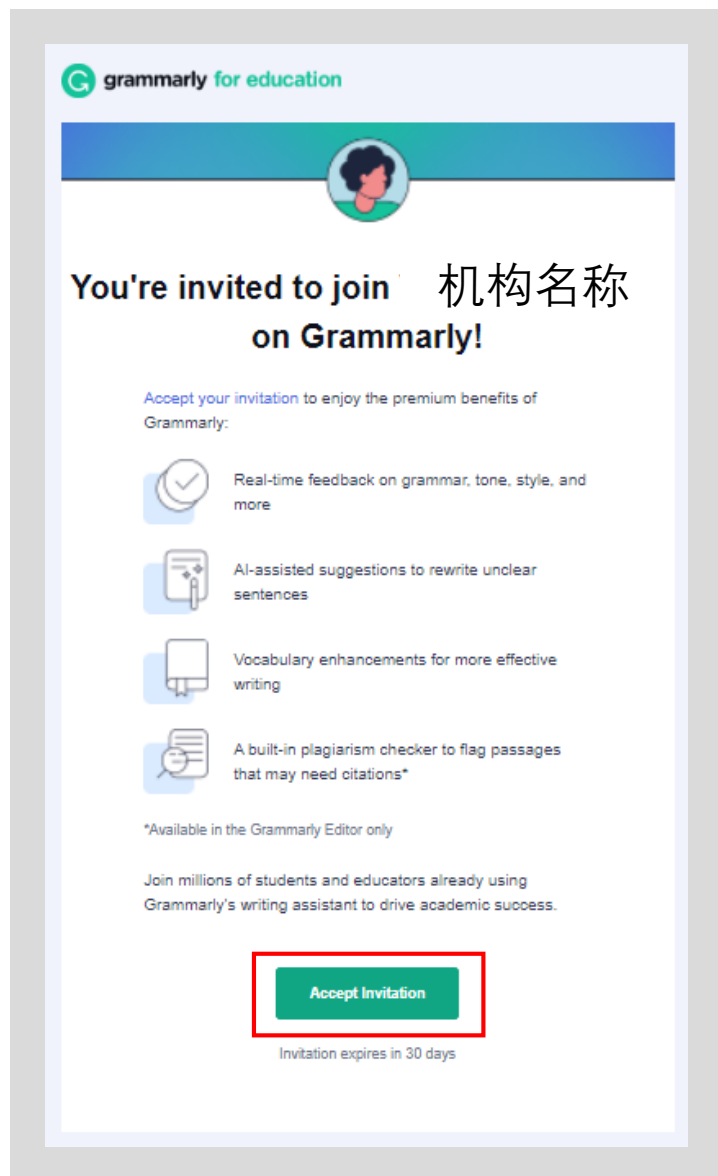 grammarly for education
You're invited to join 机构名称
on Grammarly!
Accept your invitation to enjoy the premium benefits of
Grammarly:
Real-time feedback on grammar, tone, style, and
more
AI-assisted suggestions to rewrite unclear
sentences
Vocabulary enhancements for more effective
writing
A built-in plagiarism checker to flag passages
that may need citations*
*Available in the Grammarly Editor only
Join millions of students and educators already using
Grammarly's writing assistant to drive academic success.
Accept Invitation
Invitation expires in 30 days